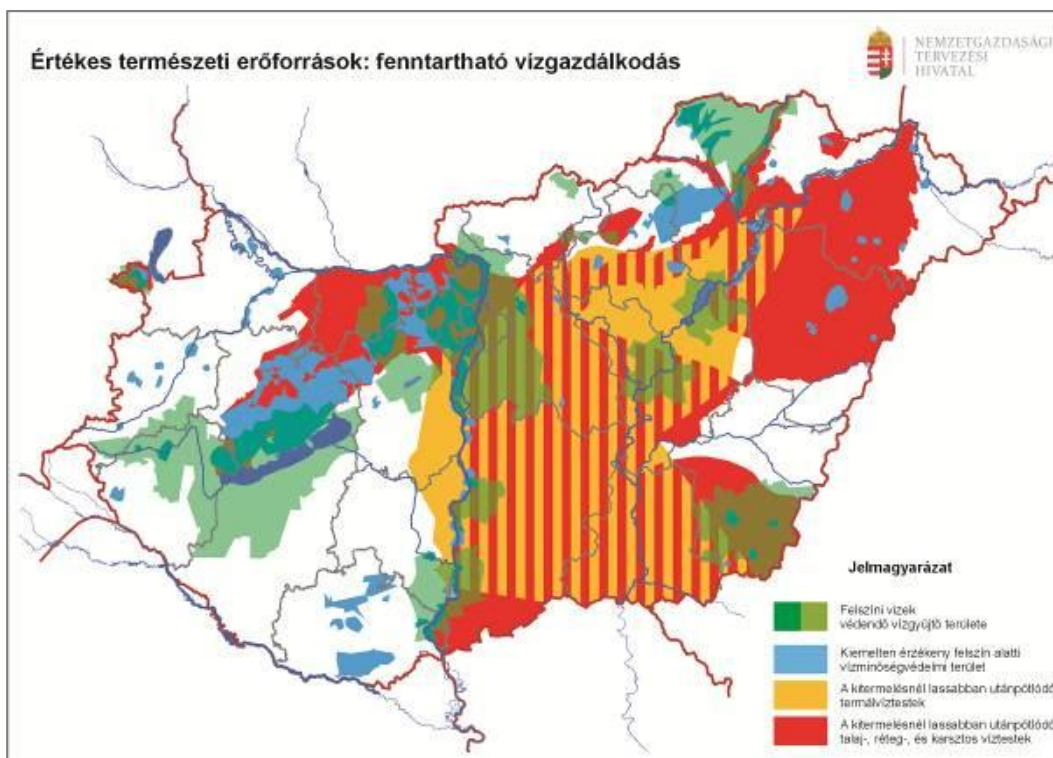 Értékes természeti erőforrások: fenntartható vízgazdálkodás
NEMZETGAZDASÁGI
TERVEZÉSI
HIVATAL
Jelmagyarázat
Felszíni vizek
védendő vízgyűjtő területe
Kiemelten érzékeny felszín alatti
vízminőségvédelmi terület
A kitermelésnél lassabban utánpótlódó
termálvíztestek
A kitermelésnél lassabban utánpótlódó
talaj-, réteg-, és karsztos víztestek